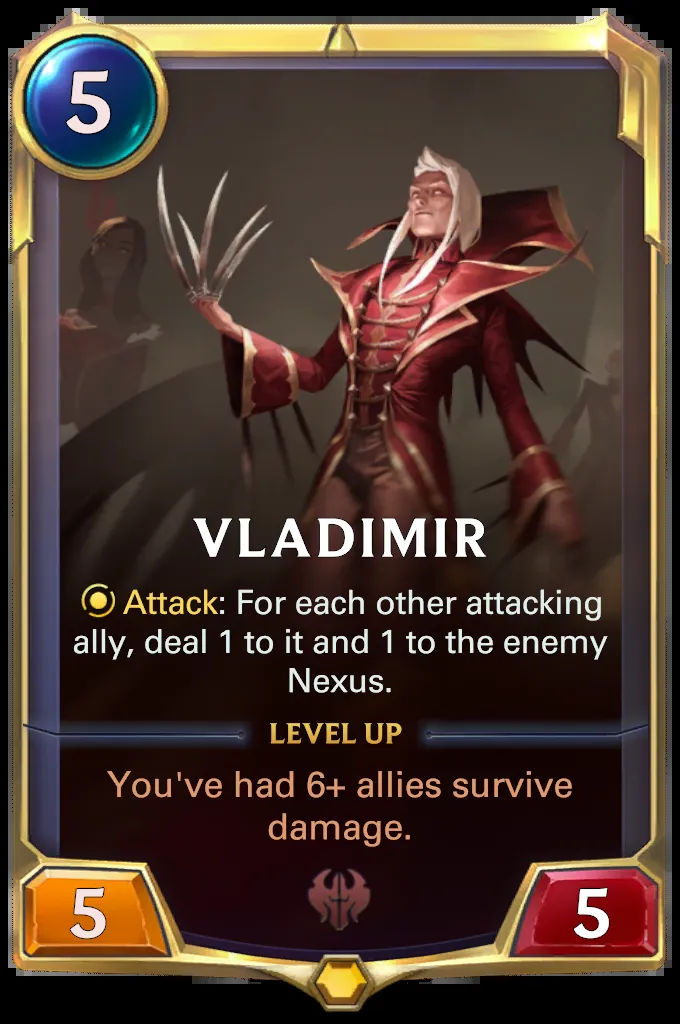 5
VLADIMIR
Attack: For each other attacking
ally, deal 1 to it and 1 to the enemy
Nexus.
LEVEL UP
You've had 6+ allies survive
damage.
5 5